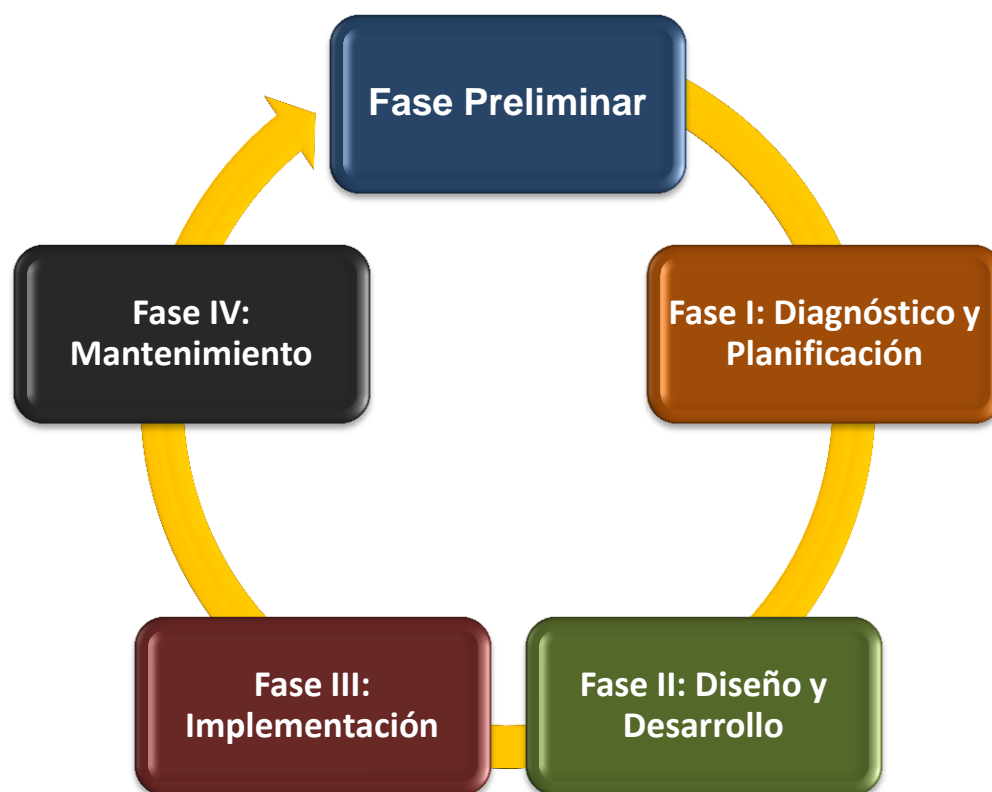 Fase Preliminar
Fase I: Diagnóstico y
Planificación
Fase II: Diseño y
Desarrollo
Fase III:
Implementación
Fase IV:
Mantenimiento